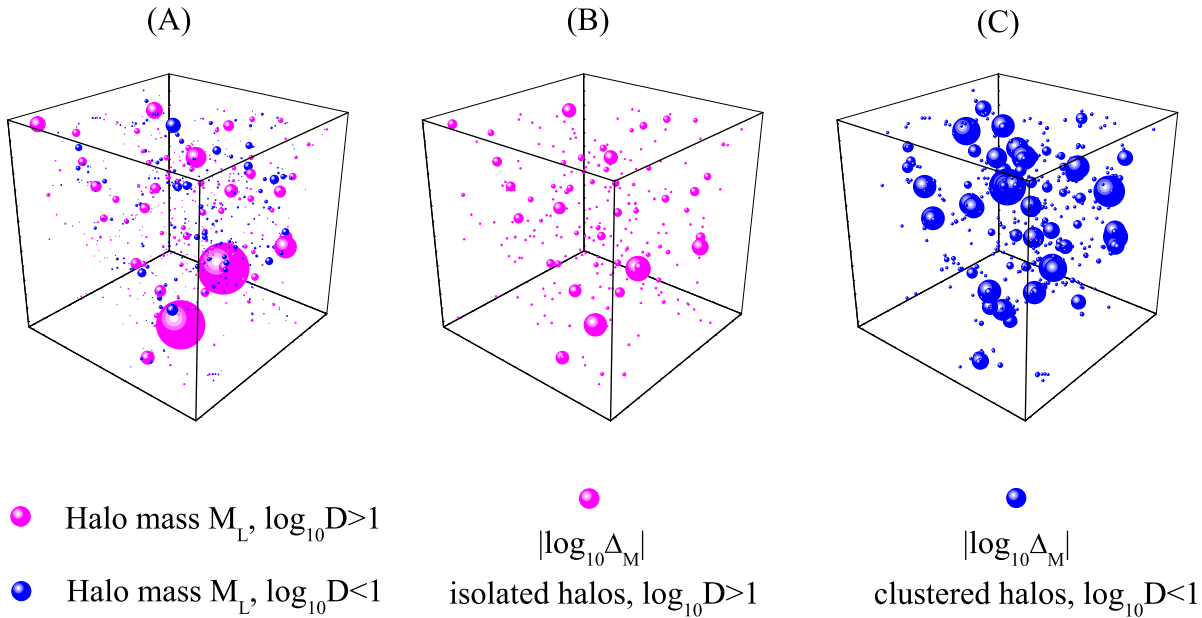 (A)
(B)
(C)
Halo mass M_L, log_10D>1
Halo mass M_L, log_10D<1
|log_10Δ_M|
isolated halos, log_10D>1
|log_10Δ_M|
clustered halos, log_10D<1